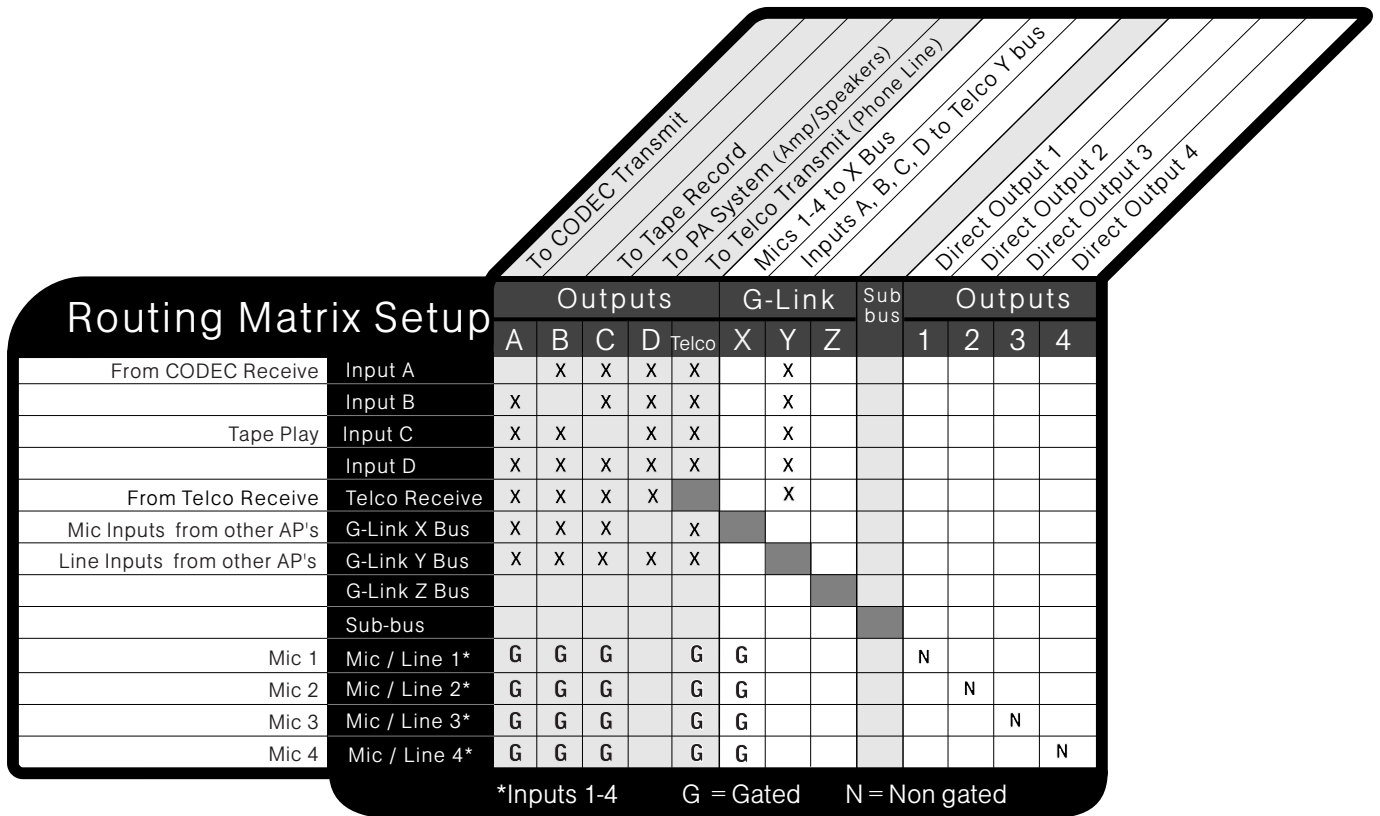 To CODEC Transmit
To Tape Record
To PA System (Amp/Speakers)
To Telco Transmit (Phone Line)
Mics 1-4 to X Bus
Inputs A, B, C, D to Telco Y bus
Direct Output 1
Direct Output 2
Direct Output 3
Direct Output 4
Routing Matrix Setup
Outputs G-Link Sub bus Outputs
A B C D Telco X Y Z 1 2 3 4
From CODEC Receive Input A X X X X X
Input B X X X X X
Tape Play Input C X X X X X
Input D X X X X X X
From Telco Receive Telco Receive X X X X X
Mic Inputs from other AP's G-Link X Bus X X X X
Line Inputs from other AP's G-Link Y Bus X X X X X
G-Link Z Bus
Sub-bus
Mic 1 Mic / Line 1* G G G G G N
Mic 2 Mic / Line 2* G G G G G N
Mic 3 Mic / Line 3* G G G G G N
Mic 4 Mic / Line 4* G G G G G N
*Inputs 1-4 G = Gated N = Non gated